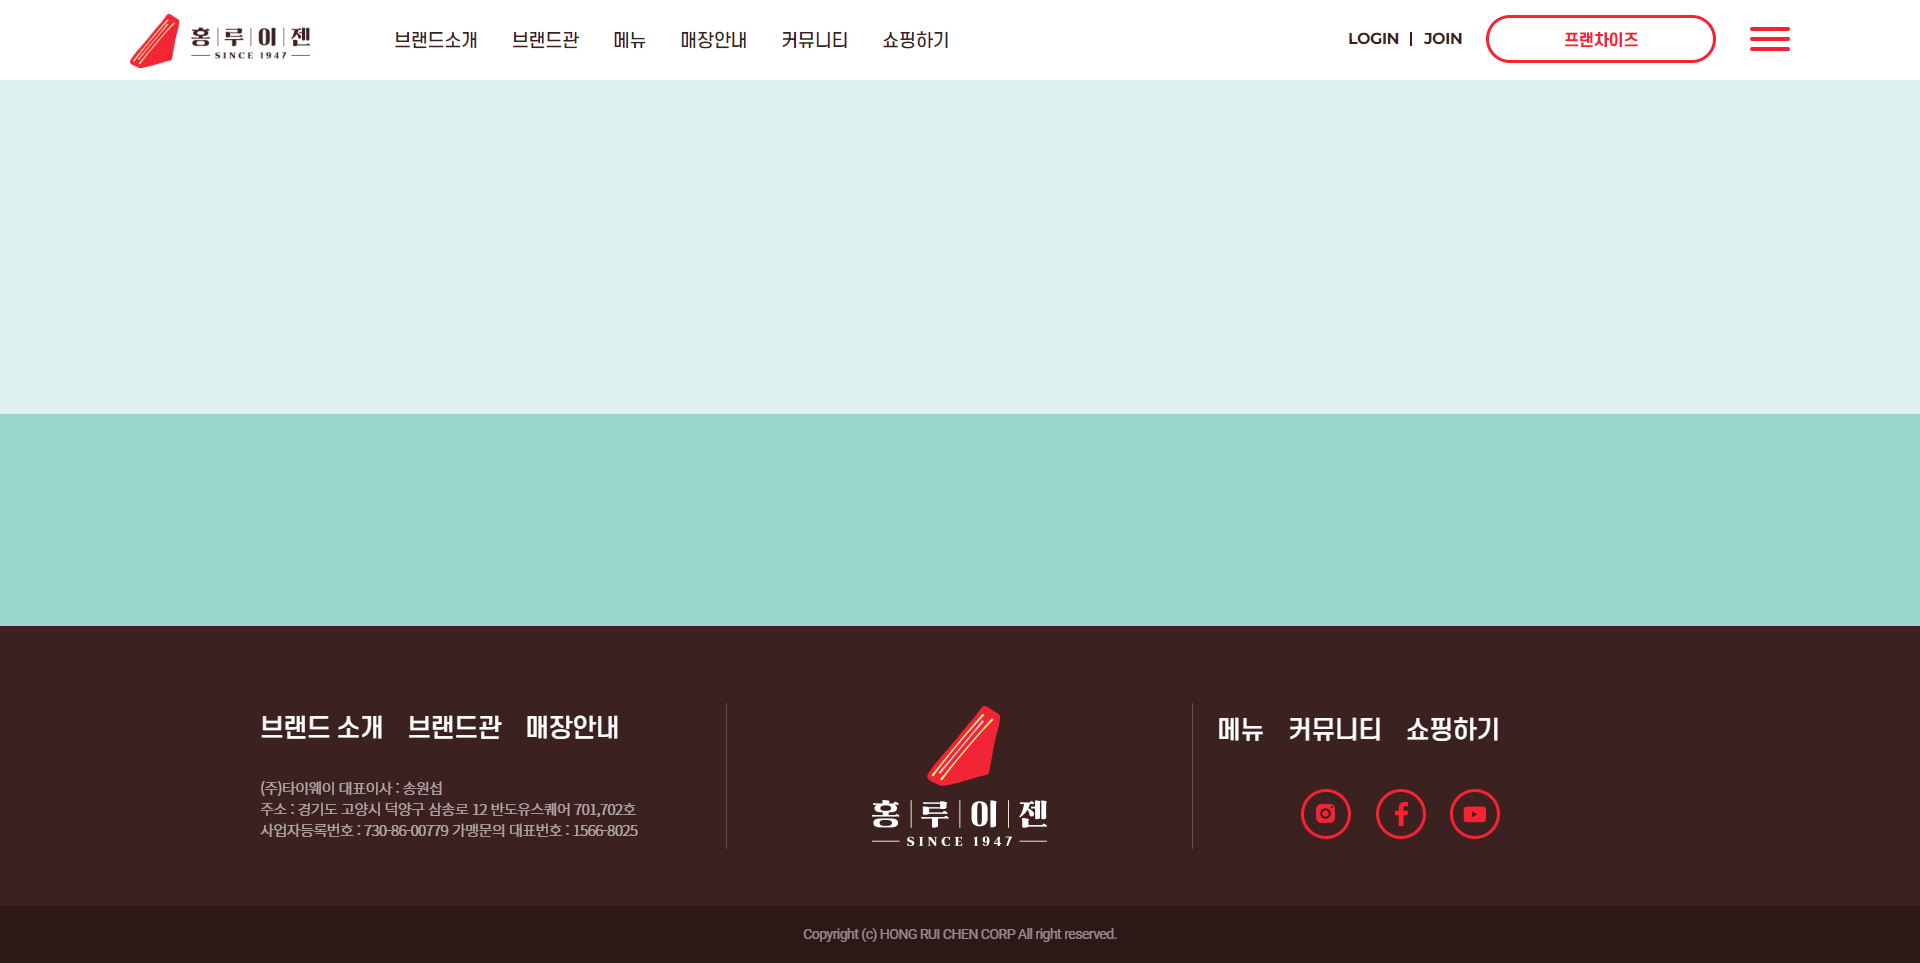 홍루이젠
SINCE 1947
브랜드소개 브랜드관 메뉴 매장안내 커뮤니티 쇼핑하기
LOGIN | JOIN
프랜차이즈
브랜드 소개 브랜드관 매장안내
(주)타이웨이 대표이사 : 송원섭
주소 : 경기도 고양시 덕양구 삼송로 12 반도유스퀘어 701,702호
사업자등록번호 : 730-86-00779 가맹문의 대표번호 : 1566-8025
홍루이젠
SINCE 1947
메뉴 커뮤니티 쇼핑하기
Copyright (c) HONG RUI CHEN CORP All right reserved.